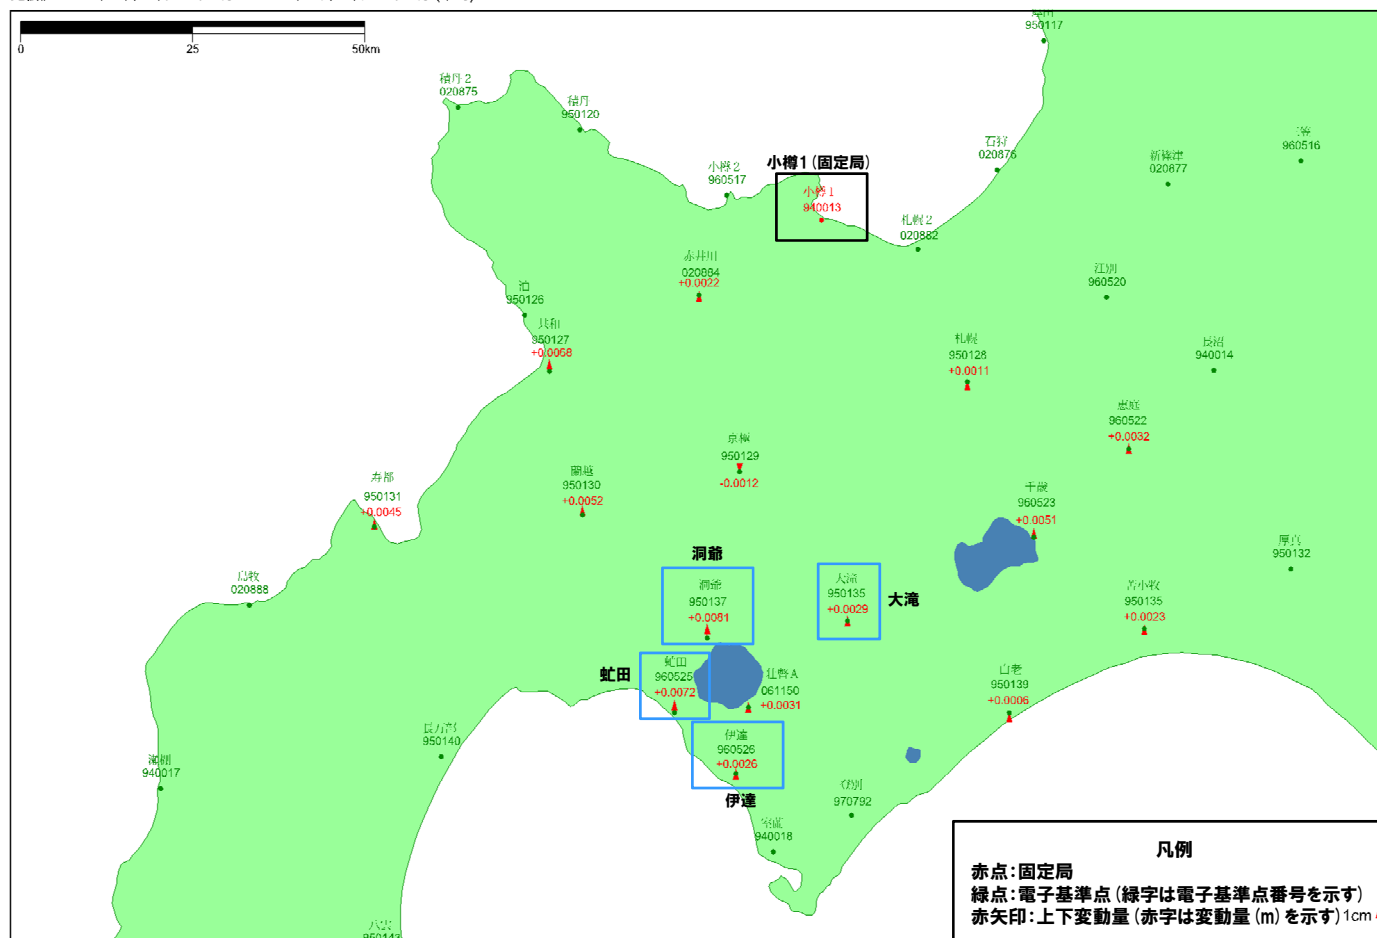 0 25 50km
950117
積丹2
020875
積丹
950120
小樽2
960517
小樽1(固定局)
小樽1
940013
石狩
020876
新篠津
020877
960516
札幌2
020882
赤井川
020884
+0.0022
江別
960520
泊
950126
共和
950127
+0.0068
札幌
950128
+0.0011
長沼
940014
恵庭
960522
+0.0032
京極
950129
-0.0012
蘭越
950130
+0.0052
寿都
950131
+0.0045
千歳
960523
+0.0051
厚真
950132
洞爺
洞爺
950137
+0.0061
大滝
950135
+0.0029
大滝
苫小牧
950135
+0.0023
島牧
020888
虻田
虻田
960525
+0.0072
壮瞥A
061150
+0.0031
白老
950139
+0.0006
長万部
950140
伊達
960526
+0.0026
伊達
瀬棚
940017
登別
970792
室蘭
940018
八雲
950143
凡例
赤点:固定局
緑点:電子基準点(緑字は電子基準点番号を示す)
赤矢印:上下変動量(赤字は変動量(m)を示す) 1cm